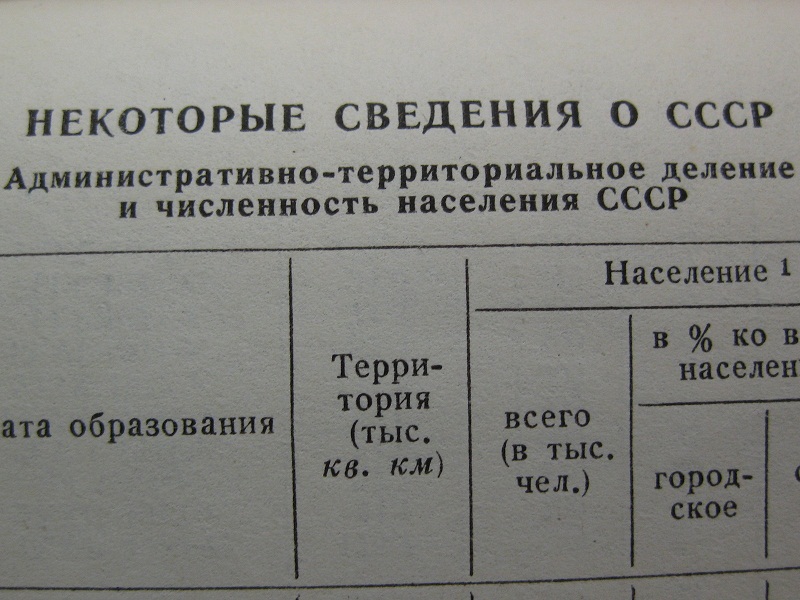 НЕКОТОРЫЕ СВЕДЕНИЯ О СССР
Административно-территориальное деление
и численность населения СССР
ата образования
Терри-
тория
(тыс.
кв. км)
Население 1
всего
(в тыс.
чел.)
в % ко в
населен
город-
ское